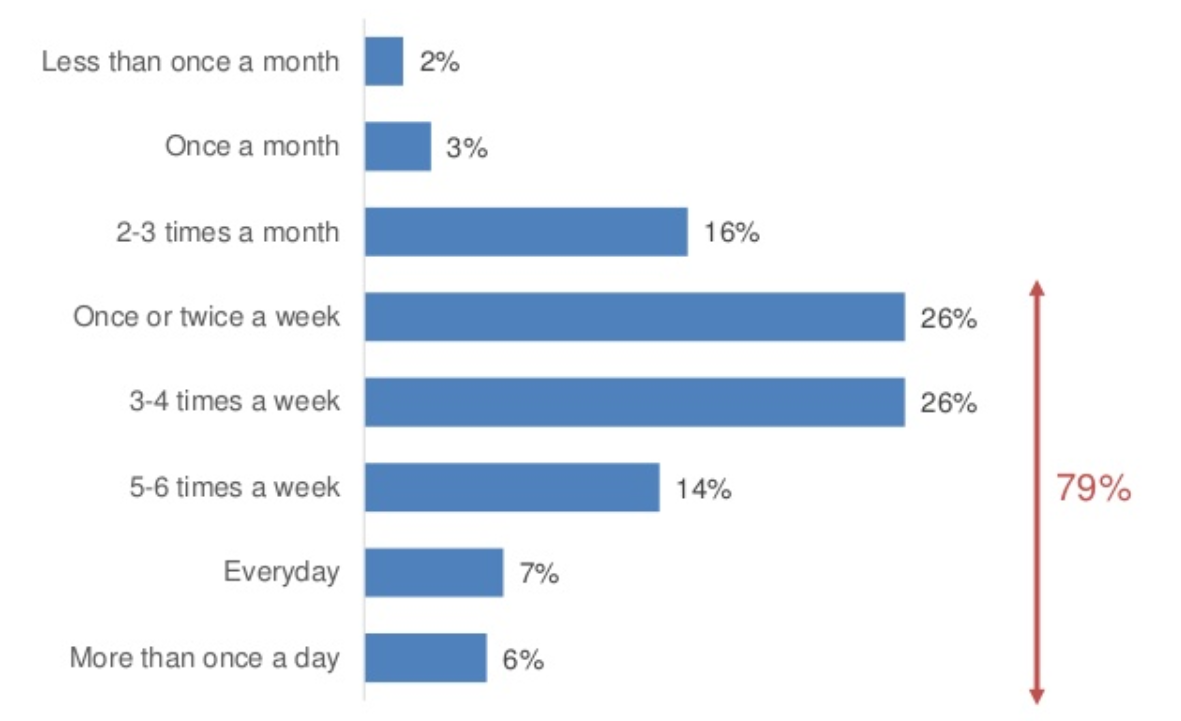 Less than once a month 2%
Once a month 3%
2-3 times a month 16%
Once or twice a week 26%
3-4 times a week 26%
5-6 times a week 14%
79%
Everyday 7%
More than once a day 6%